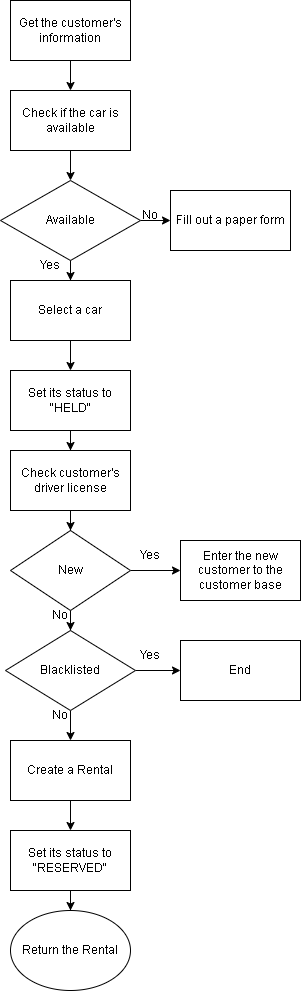 Get the customer's
information
Check if the car is
available
Available
No
Fill out a paper form
Yes
Select a car
Set its status to
"HELD"
Check customer's
driver license
New
Yes
Enter the new
customer to the
customer base
No
Blacklisted
Yes
End
No
Create a Rental
Set its status to
"RESERVED"
Return the Rental